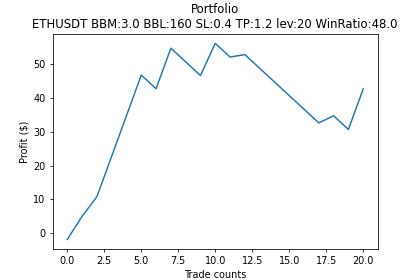 Portfolio
ETHUSDT BBM:3.0 BBL:160 SL:0.4 TP:1.2 lev:20 WinRatio:48.0
Profit ($)
50
40
30
20
10
0
0.0 2.5 5.0 7.5 10.0 12.5 15.0 17.5 20.0
Trade counts